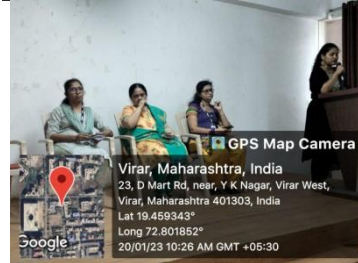 GPS Map Camera
Virar, Maharashtra, India
23, D Mart Rd, near, Y K Nagar, Virar West,
Virar, Maharashtra 401303, India
Lat 19.459343°
Long 72.801852°
20/01/23 10:26 AM GMT +05:30
Google